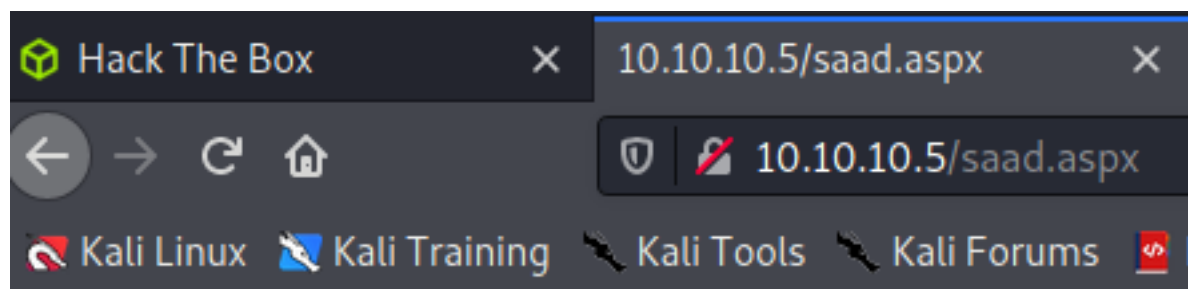 Hack The Box 10.10.10.5/saad.aspx
10.10.10.5/saad.aspx
Kali Linux Kali Training Kali Tools Kali Forums